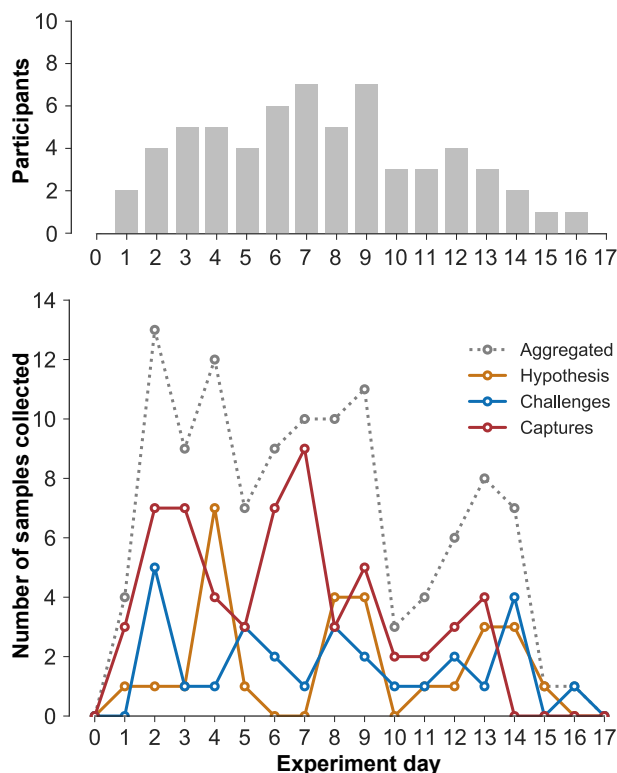 Participants
10
8
6
4
2
0
0 1 2 3 4 5 6 7 8 9 10 11 12 13 14 15 16 17
Number of samples collected
14
12
10
8
6
4
2
0
Aggregated
Hypothesis
Challenges
Captures
0 1 2 3 4 5 6 7 8 9 10 11 12 13 14 15 16 17
Experiment day